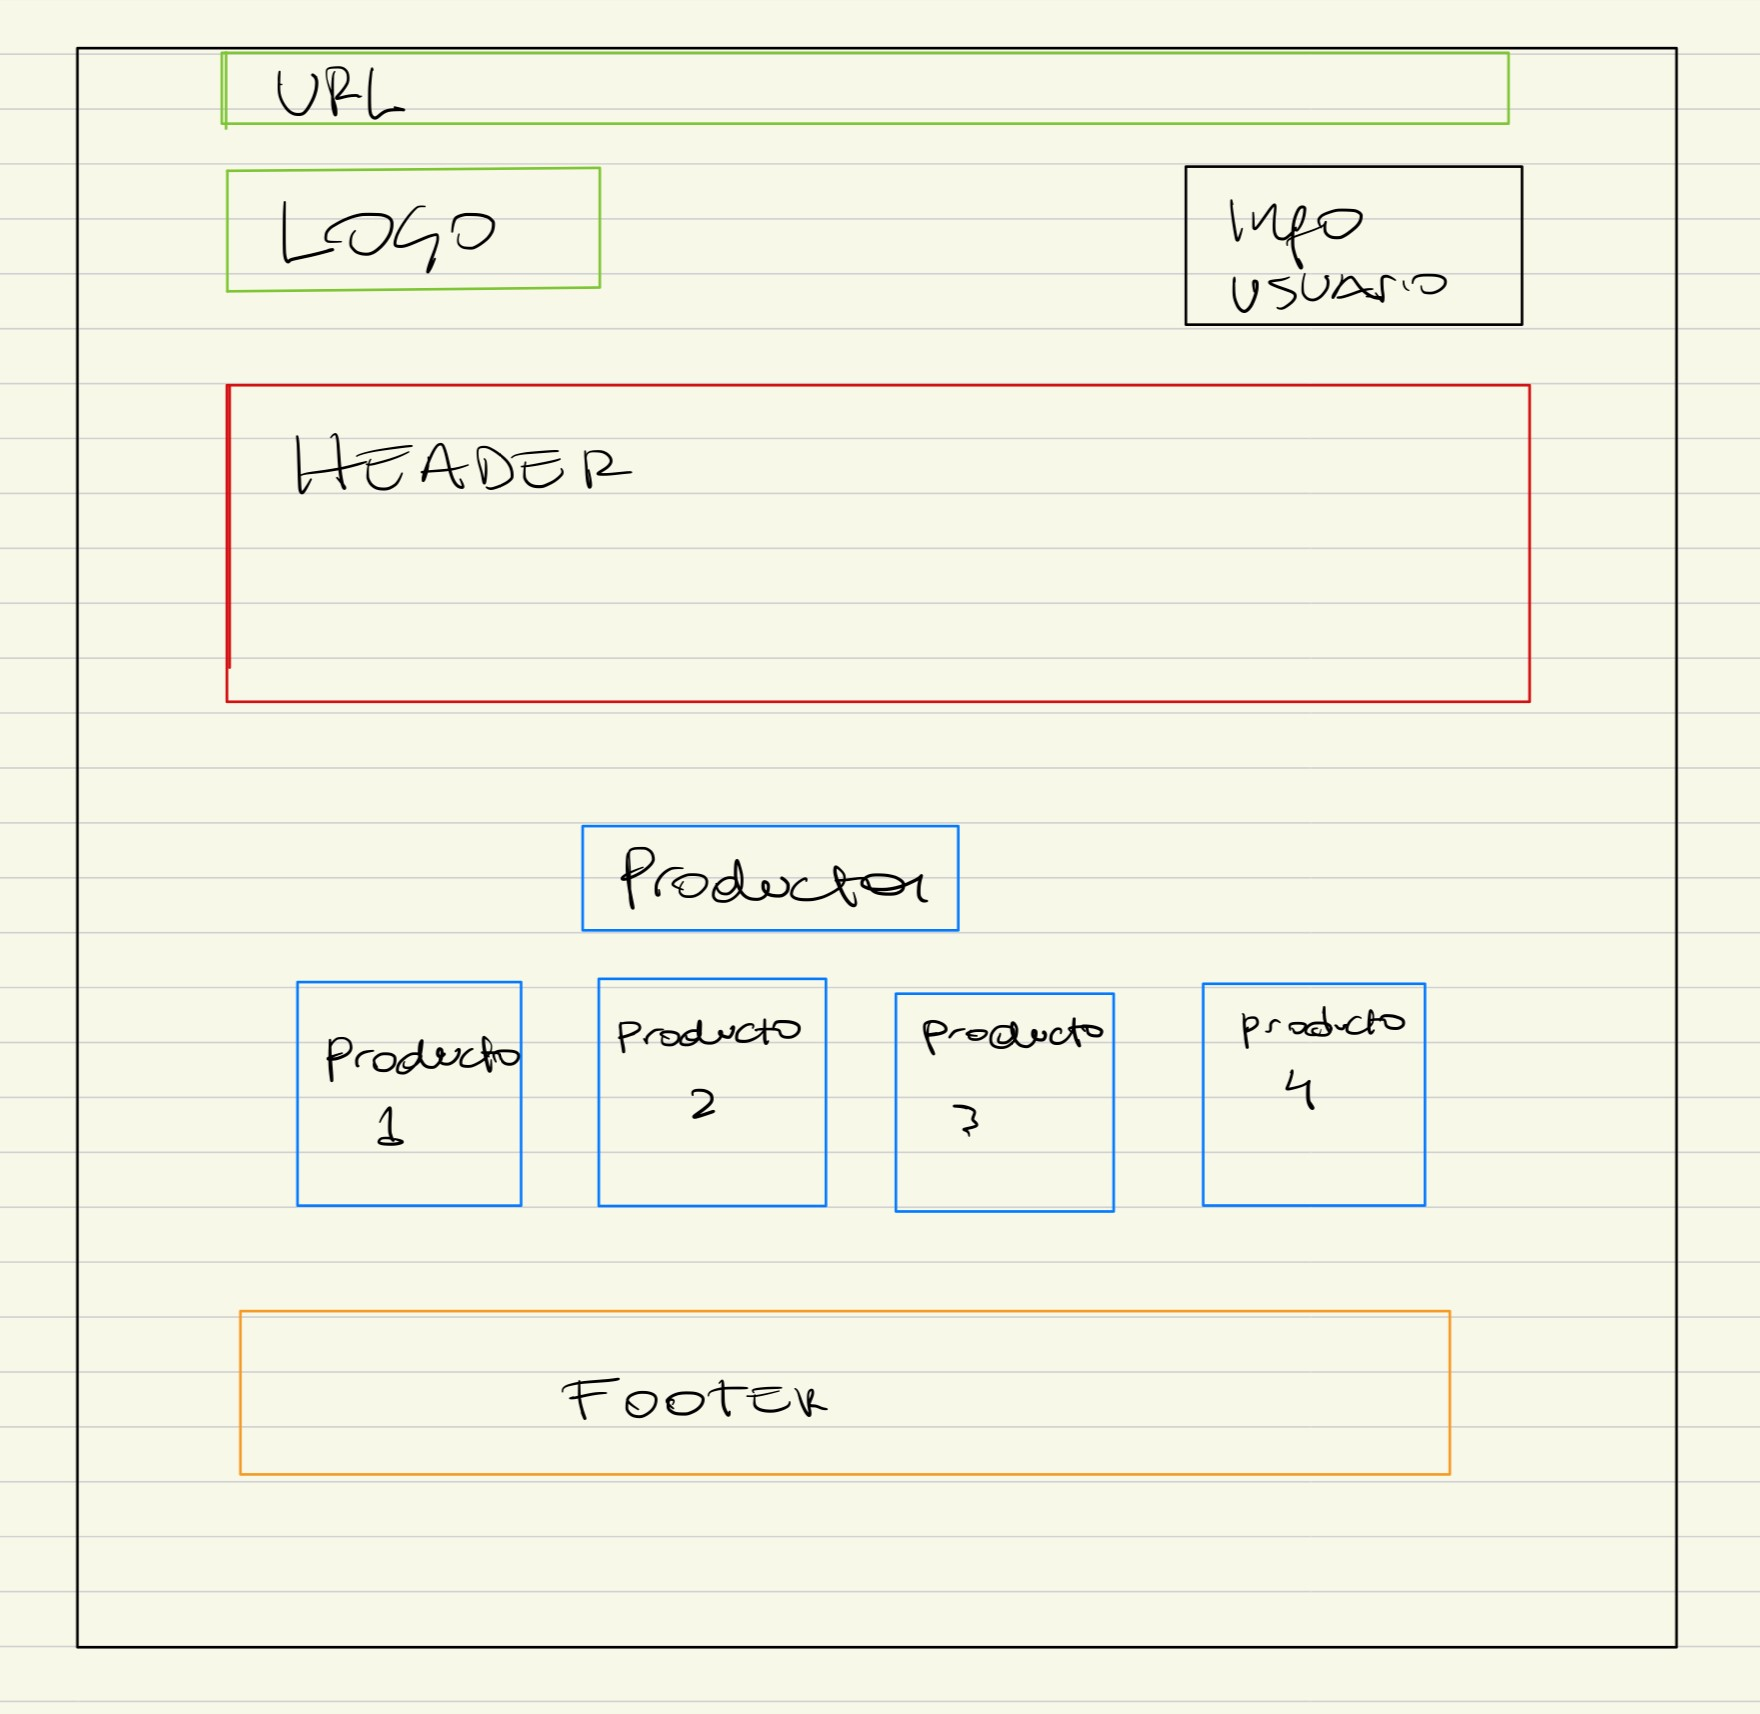 URL
LOGO
Info
usuario
HEADER
Productos
Producto
1
Producto
2
Producto
3
producto
4
FOOTER